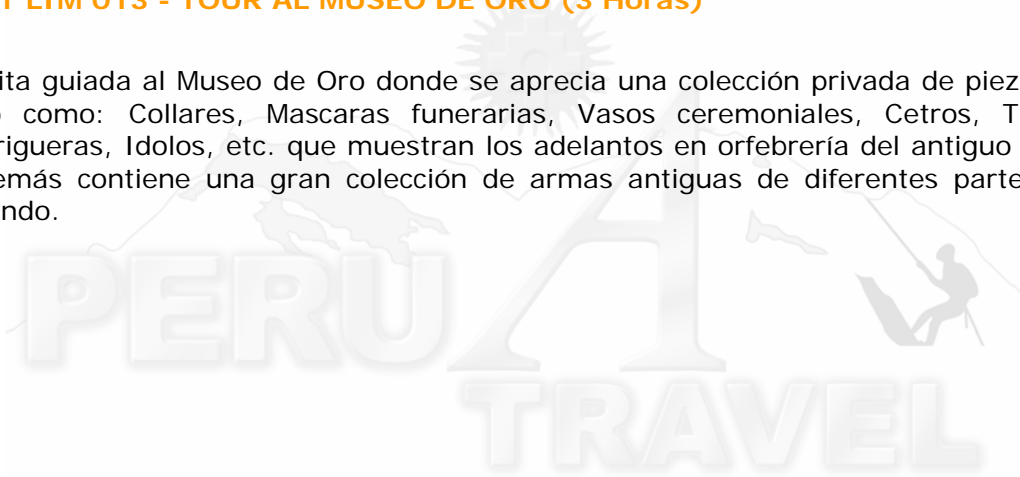 T LIM 013 - TOUR AL MUSEO DE ORO (3 Horas)
ita guiada al Museo de Oro donde se aprecia una colección privada de piez
o como: Collares, Mascaras funerarias, Vasos ceremoniales, Cetros, T
rigueras, Idolos, etc. que muestran los adelantos en orfebrería del antiguo
emás contiene una gran colección de armas antiguas de diferentes parte
ndo.
PERU A
TRAVEL